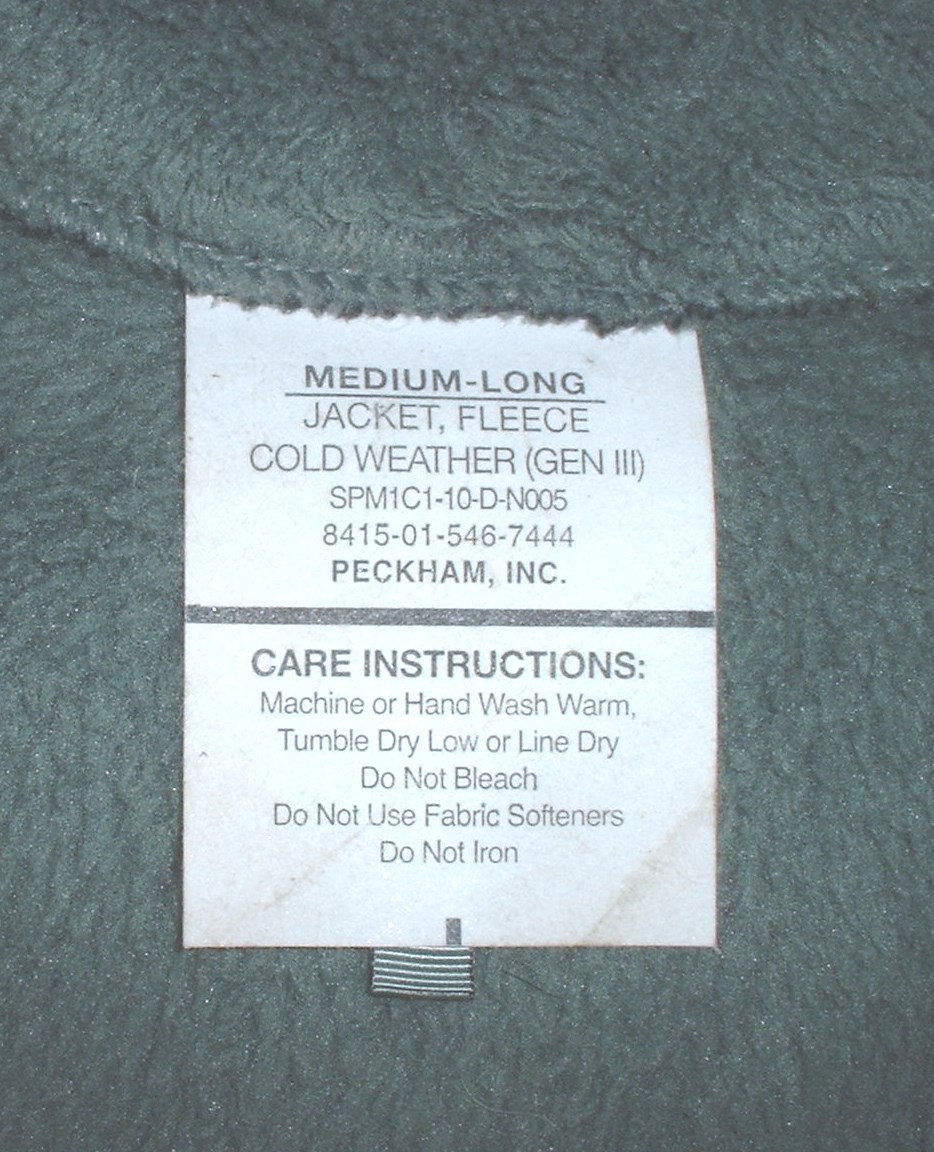 MEDIUM-LONG
JACKET, FLEECE
COLD WEATHER (GEN III)
SPM1C1-10-D-N005
8415-01-546-7444
PECKHAM, INC.
CARE INSTRUCTIONS:
Machine or Hand Wash Warm,
Tumble Dry Low or Line Dry
Do Not Bleach
Do Not Use Fabric Softeners
Do Not Iron